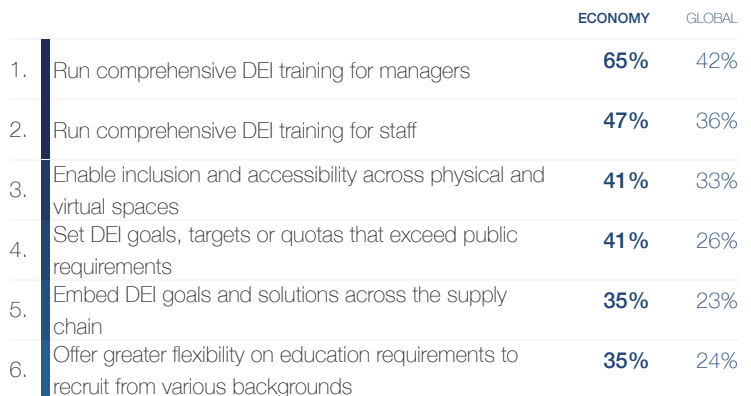 ECONOMY GLOBAL
1. Run comprehensive DEI training for managers 65% 42%
2. Run comprehensive DEI training for staff 47% 36%
3. Enable inclusion and accessibility across physical and
virtual spaces 41% 33%
4. Set DEI goals, targets or quotas that exceed public
requirements 41% 26%
5. Embed DEI goals and solutions across the supply
chain 35% 23%
6. Offer greater flexibility on education requirements to
recruit from various backgrounds 35% 24%